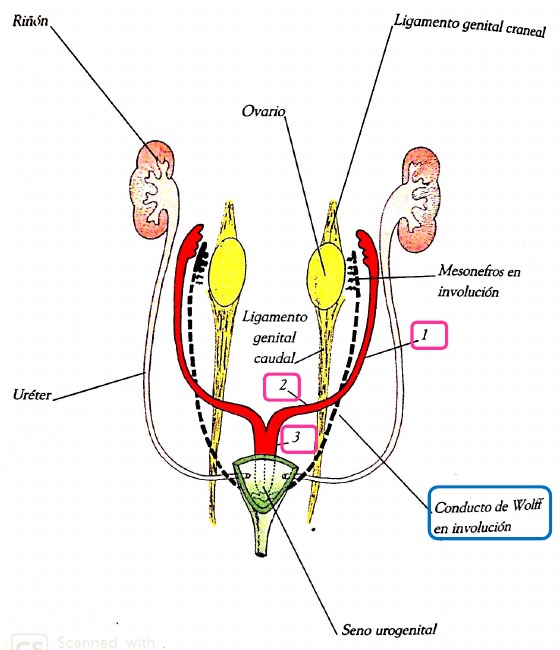 Riñón
Ligamento genital craneal
Ovario
Mesonefros en
involución
Ligamento
genital
caudal
1
2
Uréter
3
Conducto de Wolff
en involución
Seno urogenital
CS Scanned with